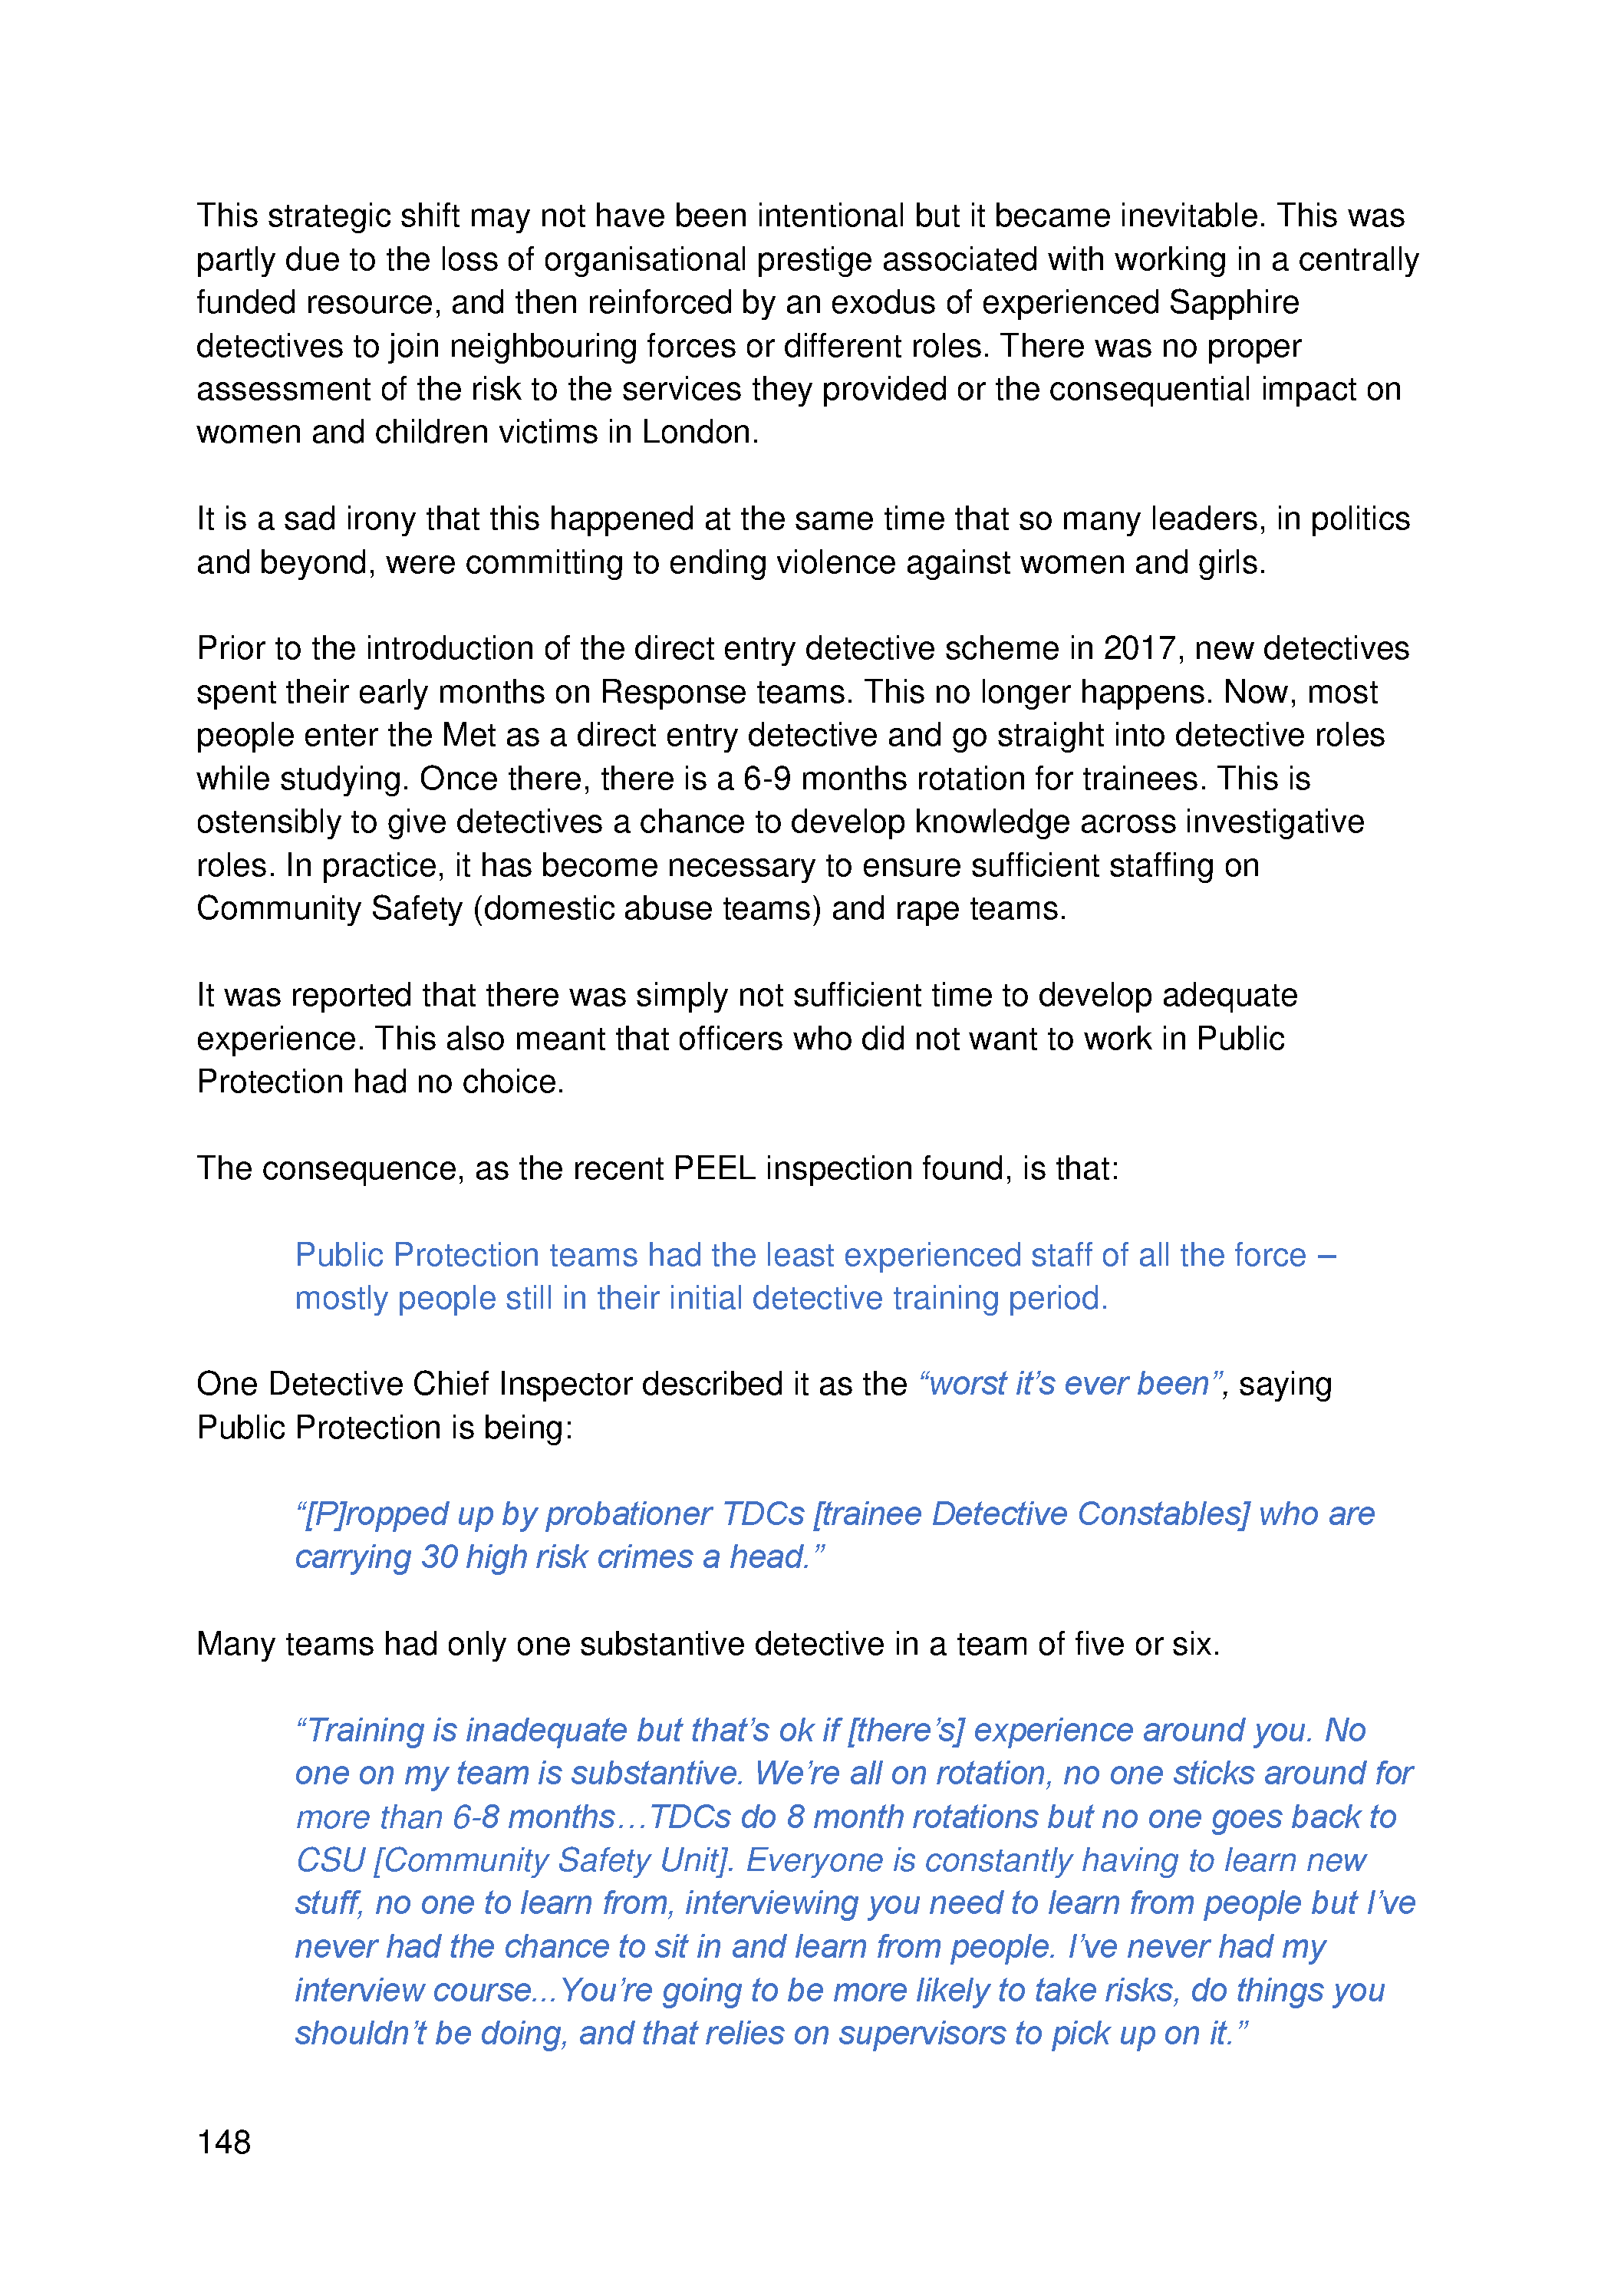 This strategic shift may not have been intentional but it became inevitable. This was
partly due to the loss of organisational prestige associated with working in a centrally
funded resource, and then reinforced by an exodus of experienced Sapphire
detectives to join neighbouring forces or different roles. There was no proper
assessment of the risk to the services they provided or the consequential impact on
women and children victims in London.
It is a sad irony that this happened at the same time that so many leaders, in politics
and beyond, were committing to ending violence against women and girls.
Prior to the introduction of the direct entry detective scheme in 2017, new detectives
spent their early months on Response teams. This no longer happens. Now, most
people enter the Met as a direct entry detective and go straight into detective roles
while studying. Once there, there is a 6-9 months rotation for trainees. This is
ostensibly to give detectives a chance to develop knowledge across investigative
roles. In practice, it has become necessary to ensure sufficient staffing on
Community Safety (domestic abuse teams) and rape teams.
It was reported that there was simply not sufficient time to develop adequate
experience. This also meant that officers who did not want to work in Public
Protection had no choice.
The consequence, as the recent PEEL inspection found, is that:
Public Protection teams had the least experienced staff of all the force –
mostly people still in their initial detective training period.
One Detective Chief Inspector described it as the “worst it’s ever been”, saying
Public Protection is being:
“[P]ropped up by probationer TDCs [trainee Detective Constables] who are
carrying 30 high risk crimes a head.”
Many teams had only one substantive detective in a team of five or six.
“Training is inadequate but that’s ok if [there’s] experience around you. No
one on my team is substantive. We’re all on rotation, no one sticks around for
more than 6-8 months…TDCs do 8 month rotations but no one goes back to
CSU [Community Safety Unit]. Everyone is constantly having to learn new
stuff, no one to learn from, interviewing you need to learn from people but I’ve
never had the chance to sit in and learn from people. I’ve never had my
interview course...You’re going to be more likely to take risks, do things you
shouldn’t be doing, and that relies on supervisors to pick up on it.”
148